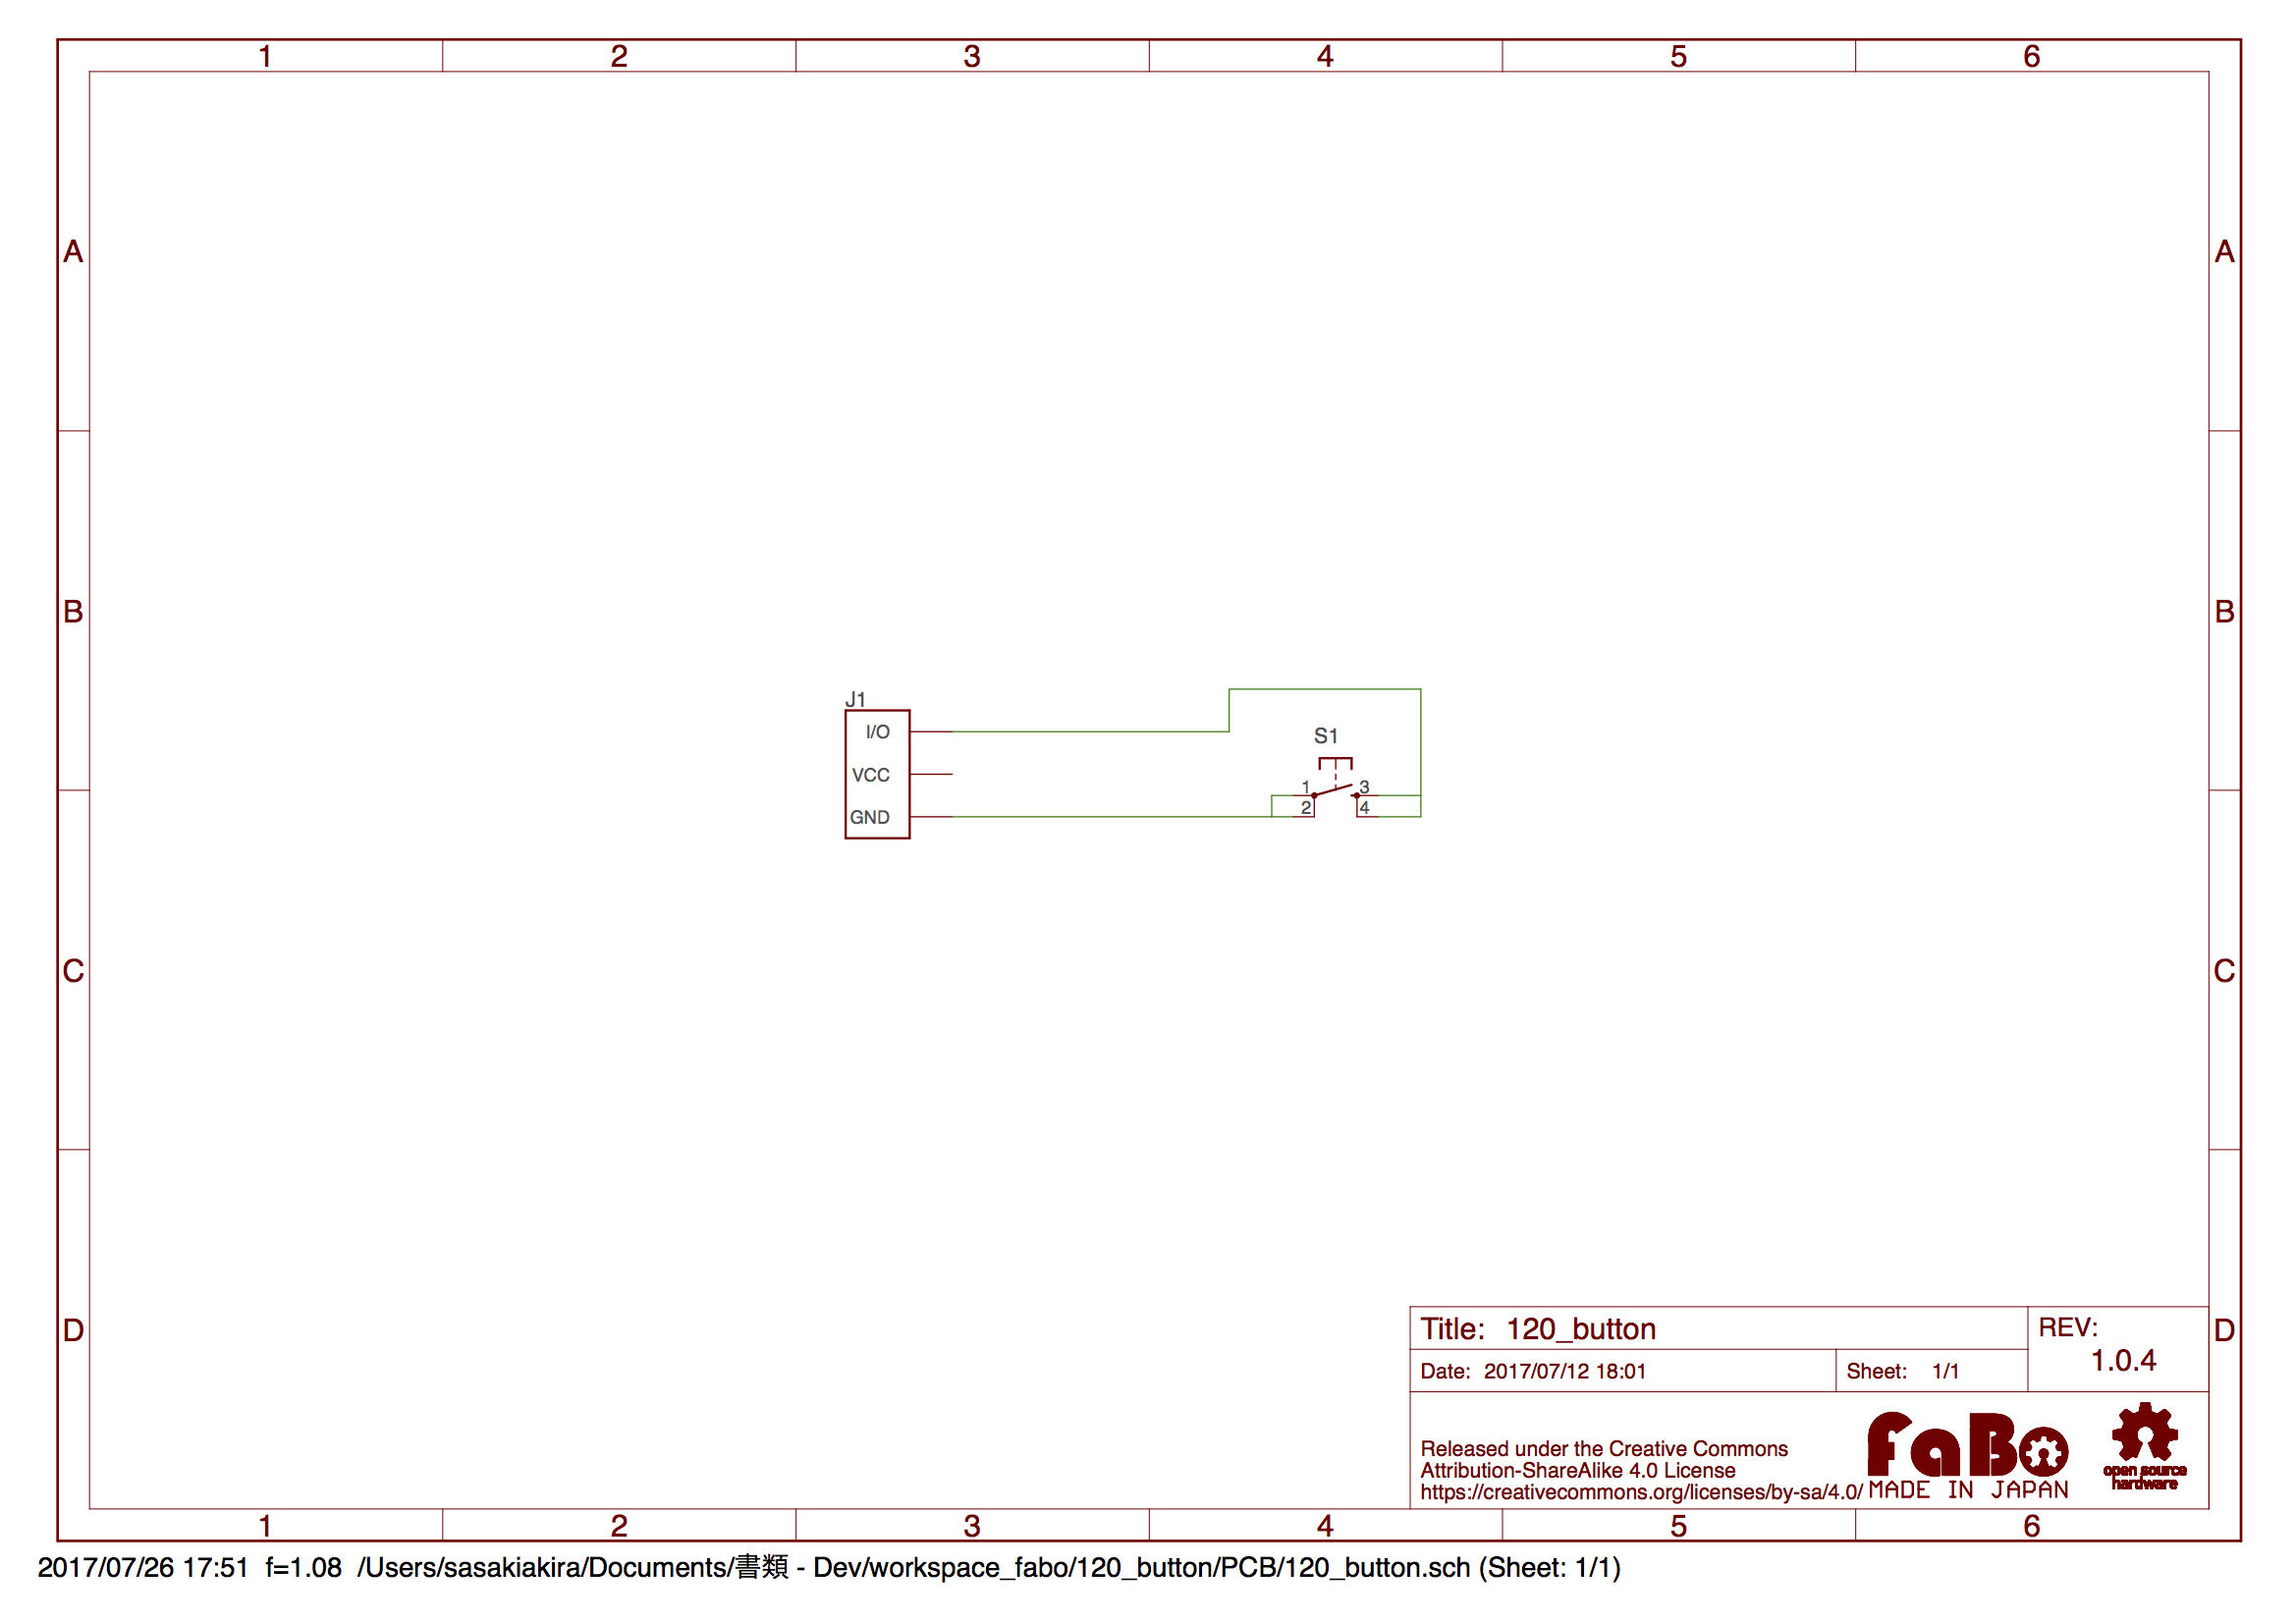 1 2 3 4 5 6
A A
B B
J1
I/O
S1
VCC
1 3
2 4
GND
C C
D D
Title: 120_button
REV:
1.0.4
Date: 2017/07/12 18:01 Sheet: 1/1
Released under the Creative Commons
Attribution-ShareAlike 4.0 License
https://creativecommons.org/licenses/by-sa/4.0/
faBo
MADE IN JAPAN
open source
hardware
1 2 3 4 5 6
2017/07/26 17:51 f=1.08 /Users/sasakiakira/Documents/書類 - Dev/workspace_fabo/120_button/PCB/120_button.sch (Sheet: 1/1)